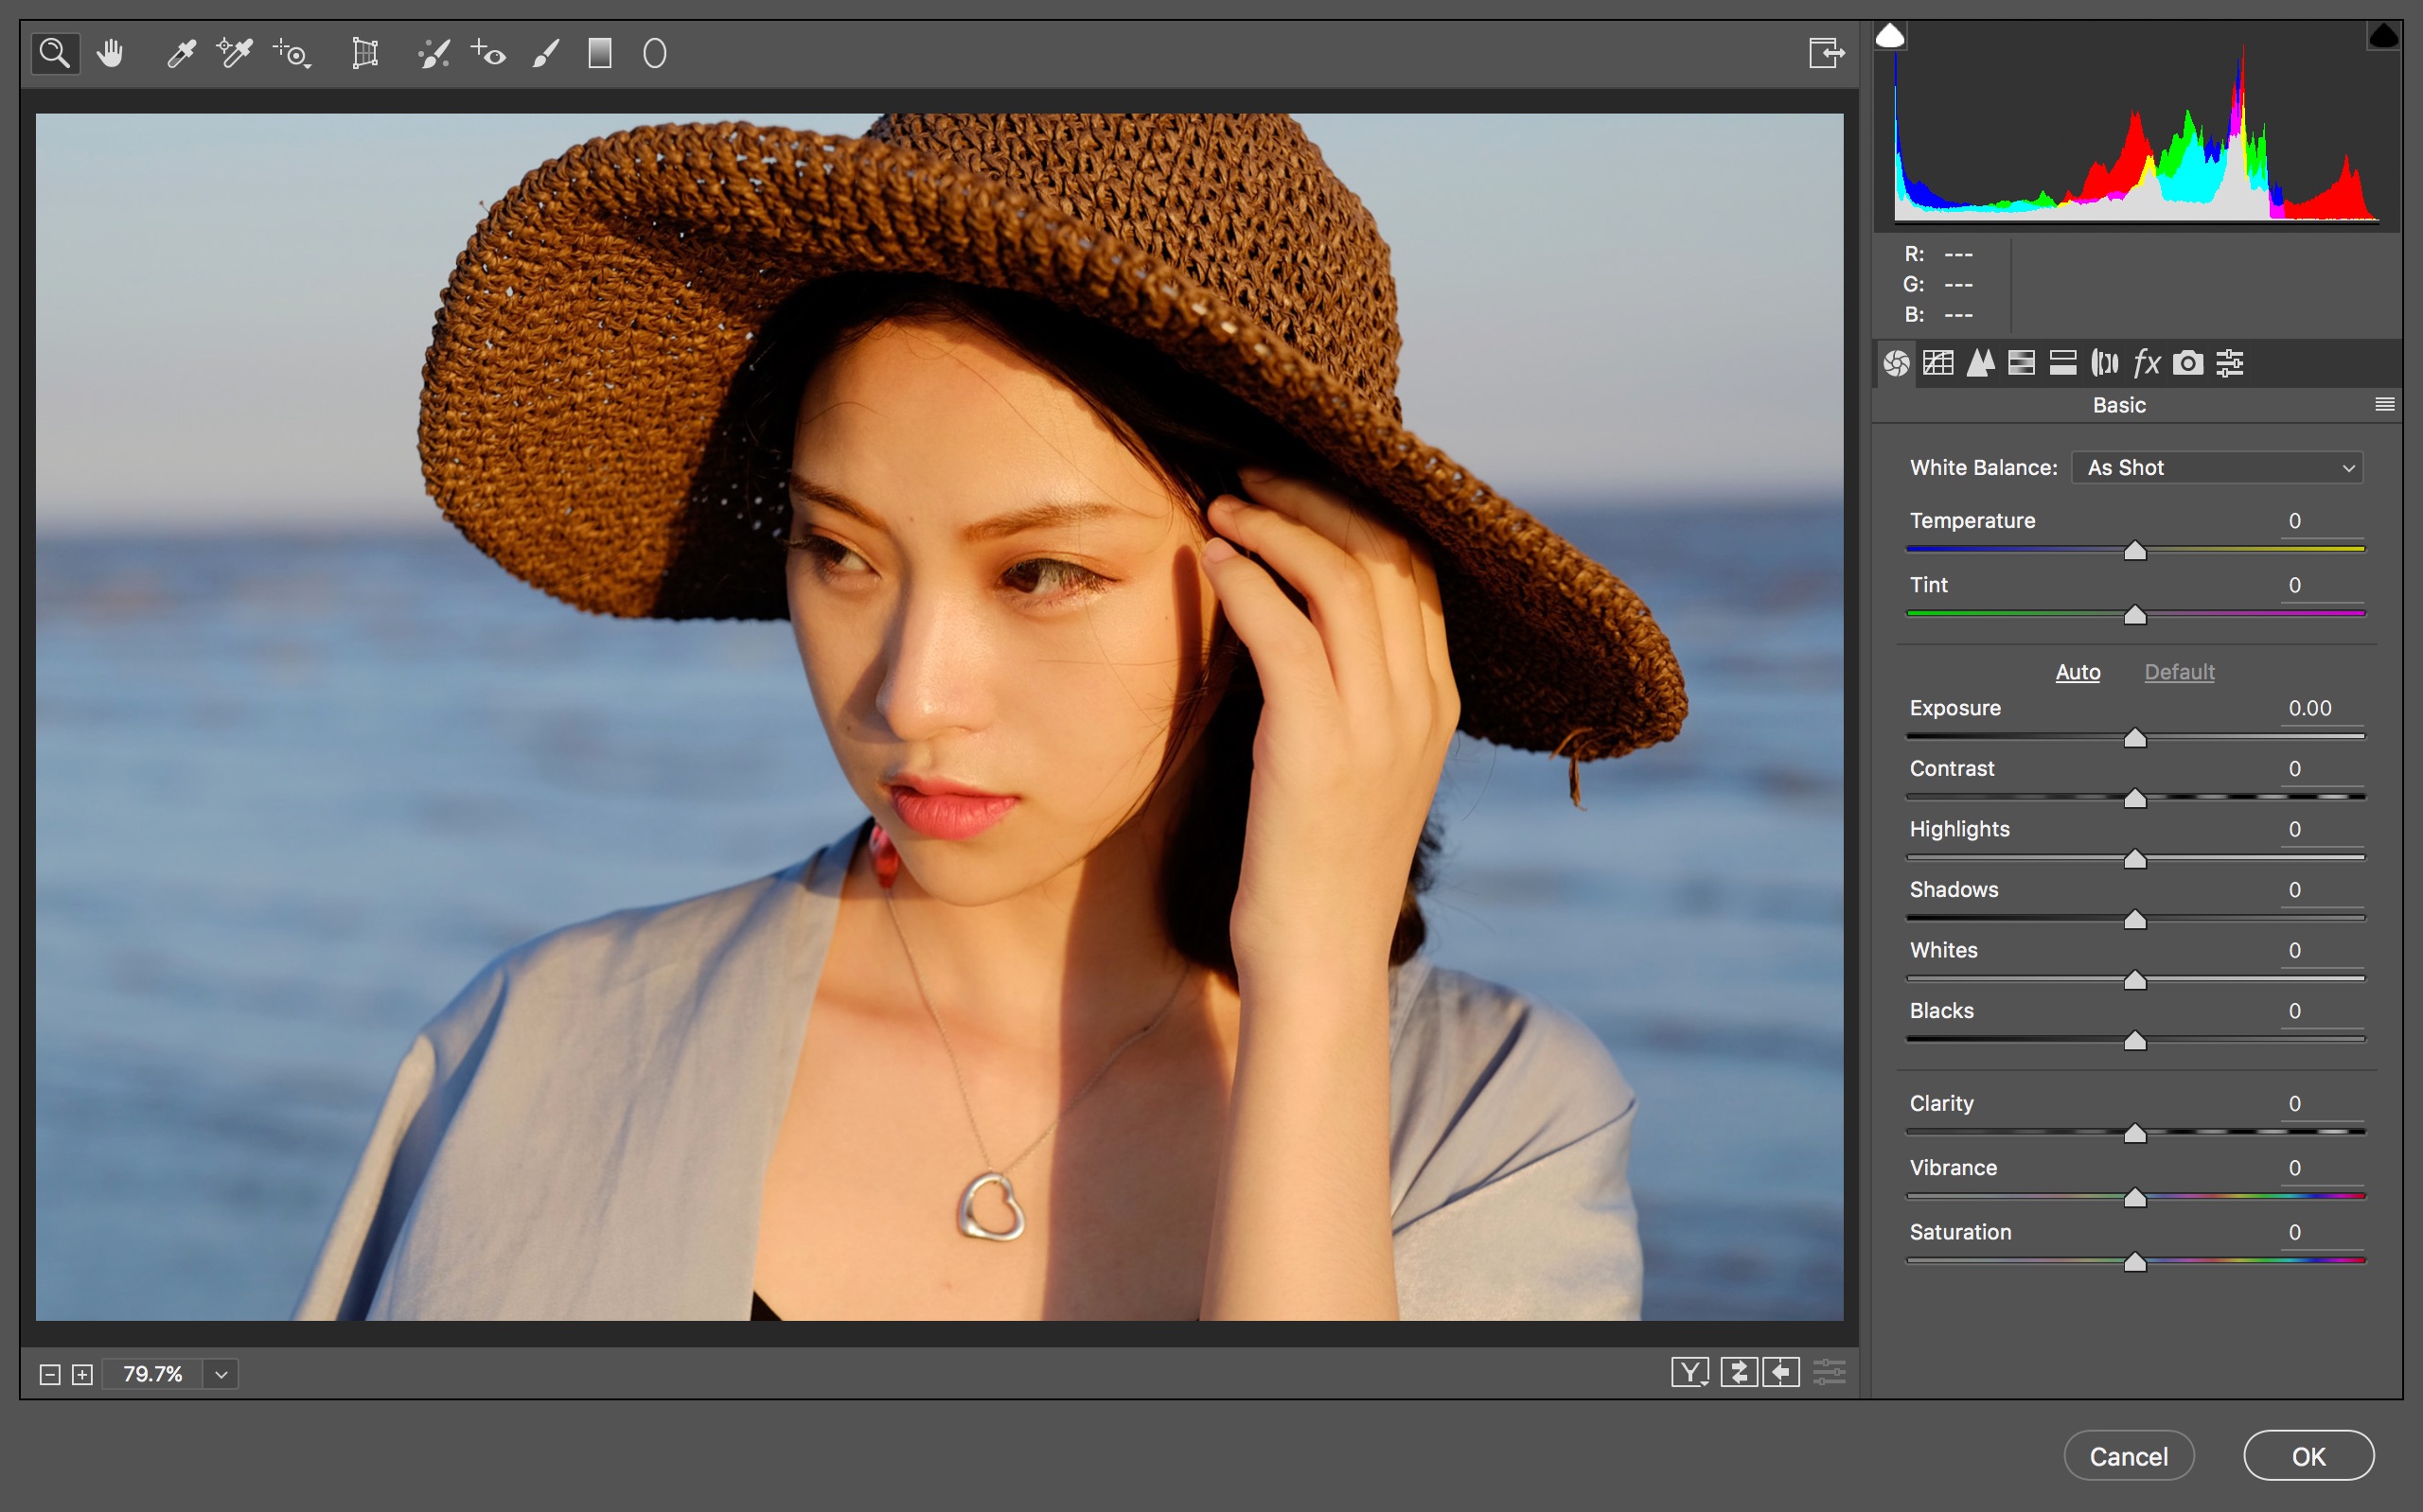 R: ---
G: ---
B: ---
fx
Basic
White Balance: As Shot
Temperature 0
Tint 0
Auto Default
Exposure 0.00
Contrast 0
Highlights 0
Shadows 0
Whites 0
Blacks 0
Clarity 0
Vibrance 0
Saturation 0
79.7% Y
Cancel OK